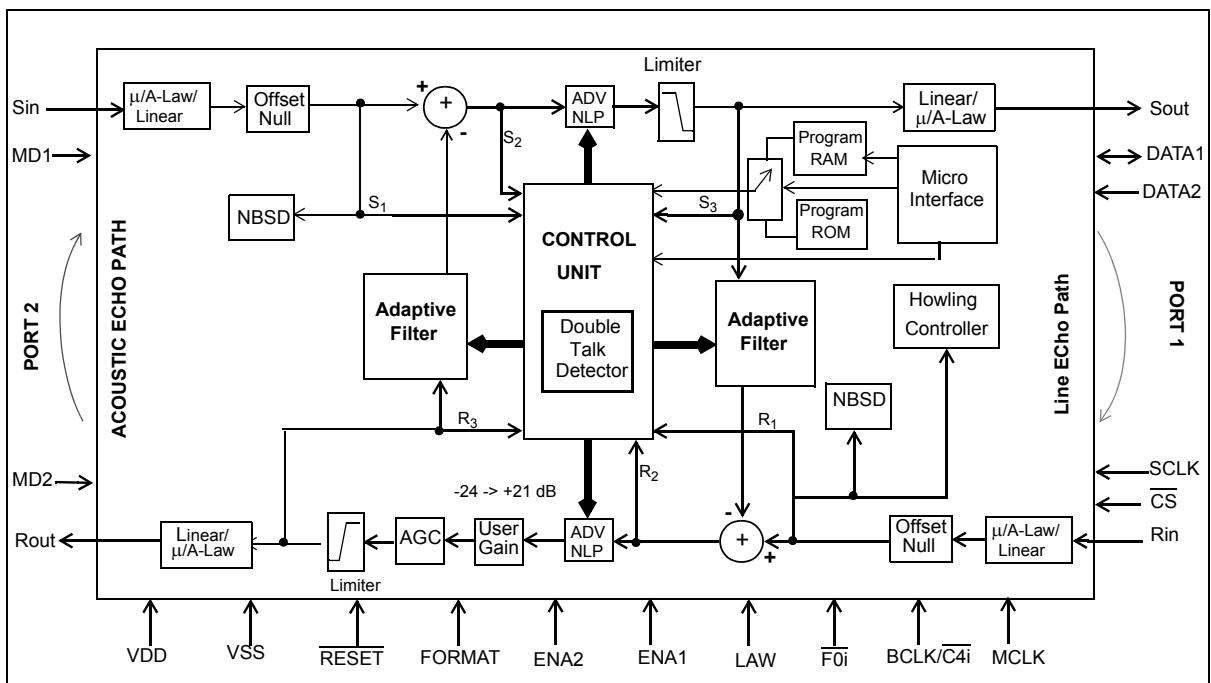 Limiter
Sin
μ/A-Law/
Linear
Offset
Null
+
+
-
ADV
NLP
Linear/
μ/A-Law
Sout
MD1
S2
Program
RAM
Micro
Interface
DATA1
DATA2
NBSD
S1
S3
Program
ROM
CONTROL
UNIT
PORT 2
ACOUSTIC ECHO PATH
Adaptive
Filter
Double
Talk
Detector
Adaptive
Filter
Howling
Controller
Line ECho Path
PORT 1
NBSD
R3
R1
R2
MD2
-24 -> +21 dB
SCLK
C̅S̅
Rout
Linear/
μ/A-Law
Limiter
AGC
User
Gain
ADV
NLP
-
+
+
Offset
Null
μ/A-Law/
Linear
Rin
VDD
VSS
R̅E̅S̅E̅T̅
FORMAT
ENA2
ENA1
LAW
F̅0̅i̅
BCLK/C̅4̅i̅
MCLK